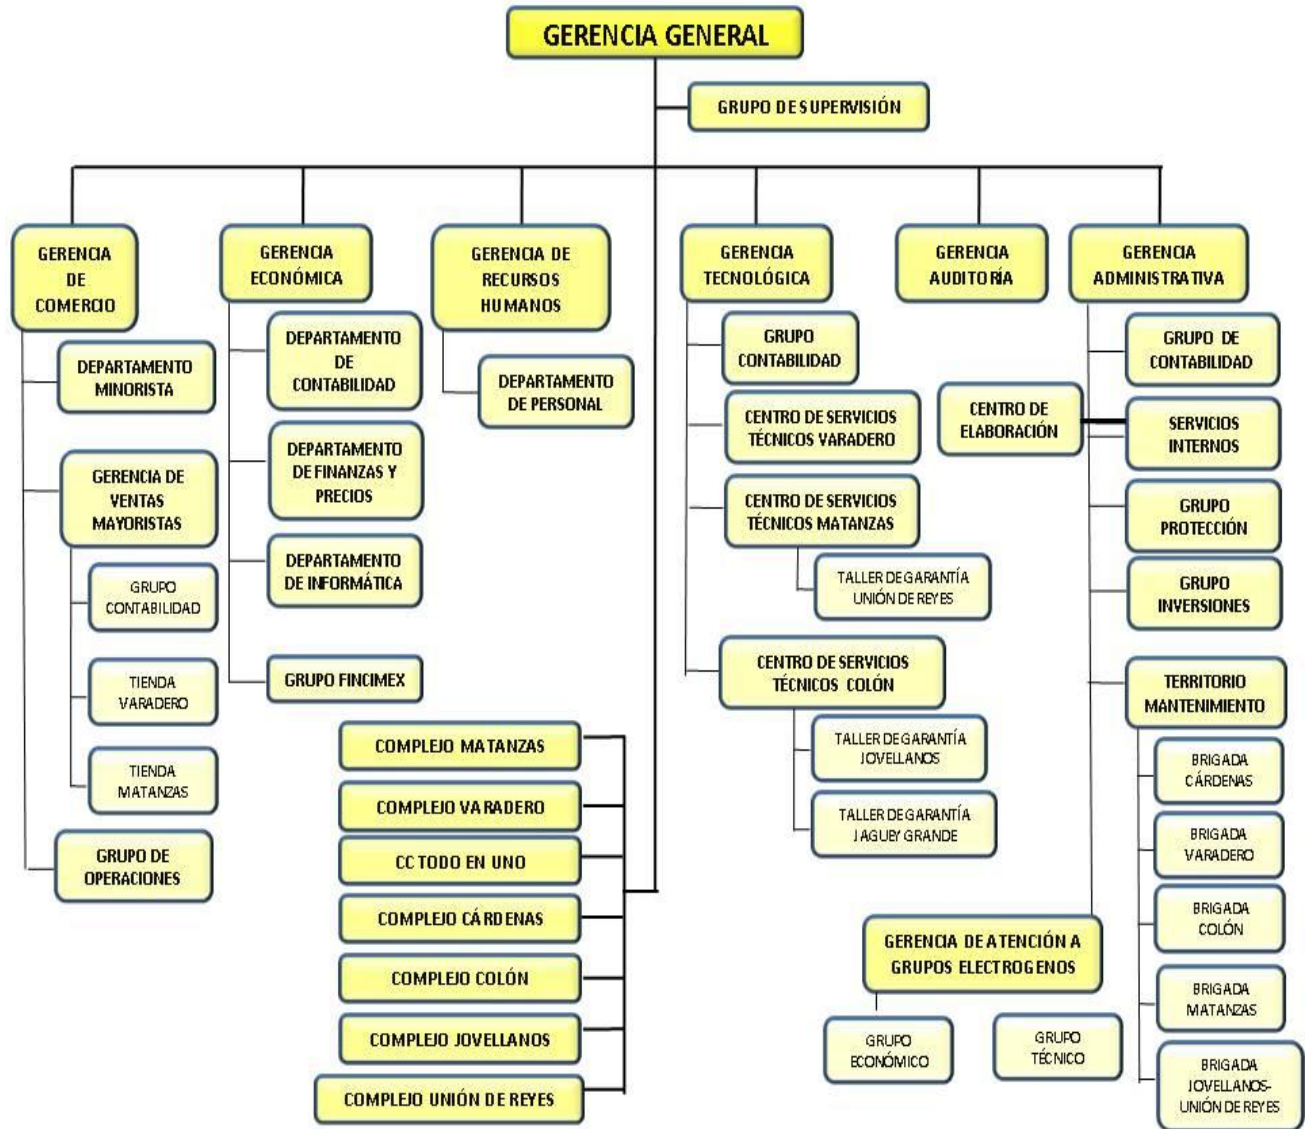 GERENCIA GENERAL
GRUPO DE SUPERVISIÓN
GERENCIA
DE
COMERCIO
DEPARTAMENTO
MINORISTA
GERENCIA DE
VENTAS
MAYORISTAS
GRUPO
CONTABILIDAD
TIENDA
VARADERO
TIENDA
MATANZAS
GRUPO DE
OPERACIONES
GERENCIA
ECONÓMICA
DEPARTAMENTO
DE
CONTABILIDAD
DEPARTAMENTO
DE FINANZAS Y
PRECIOS
DEPARTAMENTO
DE INFORMÁTICA
GRUPO FINCIMEX
GERENCIA DE
RECURSOS
HUMANOS
DEPARTAMENTO
DE PERSONAL
COMPLEJO MATANZAS
COMPLEJO VARADERO
CC TODO EN UNO
COMPLEJO CÁRDENAS
COMPLEJO COLÓN
COMPLEJO JOVELLANOS
COMPLEJO UNIÓN DE REYES
GERENCIA
TECNOLÓGICA
GRUPO
CONTABILIDAD
CENTRO DE SERVICIOS
TÉCNICOS VARADERO
CENTRO DE SERVICIOS
TÉCNICOS MATANZAS
TALLER DE GARANTÍA
UNIÓN DE REYES
CENTRO DE SERVICIOS
TÉCNICOS COLÓN
TALLER DE GARANTÍA
JOVELLANOS
TALLER DE GARANTÍA
JAGUEY GRANDE
GERENCIA
AUDITORÍA
GERENCIA
ADMINISTRATIVA
GRUPO DE
CONTABILIDAD
CENTRO DE
ELABORACIÓN
SERVICIOS
INTERNOS
GRUPO
PROTECCIÓN
GRUPO
INVERSIONES
TERRITORIO
MANTENIMIENTO
BRIGADA
CÁRDENAS
BRIGADA
VARADERO
BRIGADA
COLÓN
BRIGADA
MATANZAS
BRIGADA
JOVELLANOS-
UNIÓN DE REYES
GERENCIA DE ATENCIÓN A
GRUPOS ELECTROGENOS
GRUPO
ECONÓMICO
GRUPO
TÉCNICO